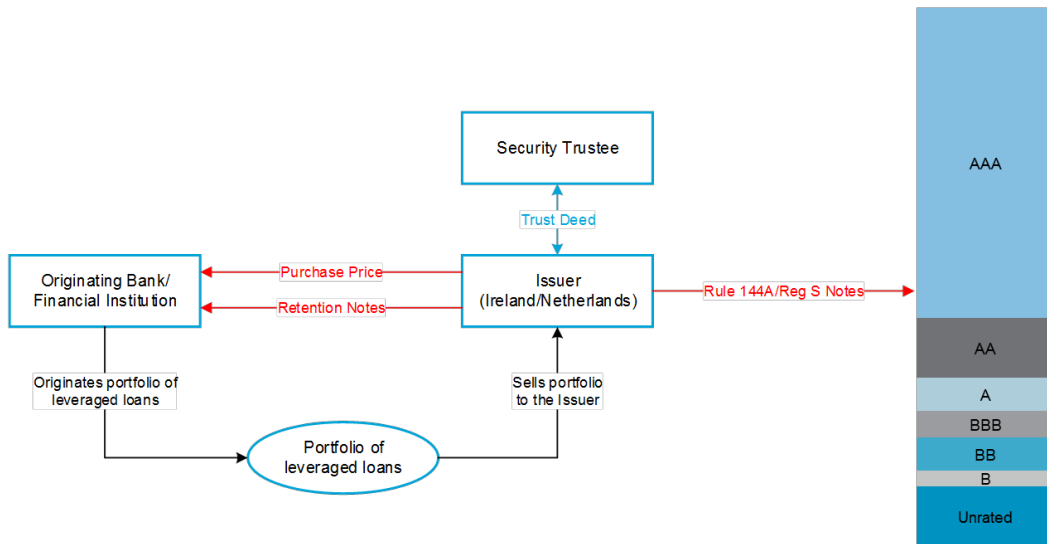 Security Trustee
Trust Deed
Originating Bank/
Financial Institution
Purchase Price
Retention Notes
Issuer
(Ireland/Netherlands)
Rule 144A/Reg S Notes
Originates portfolio of
leveraged loans
Sells portfolio
to the Issuer
Portfolio of
leveraged loans
AAA
AA
A
BBB
BB
B
Unrated